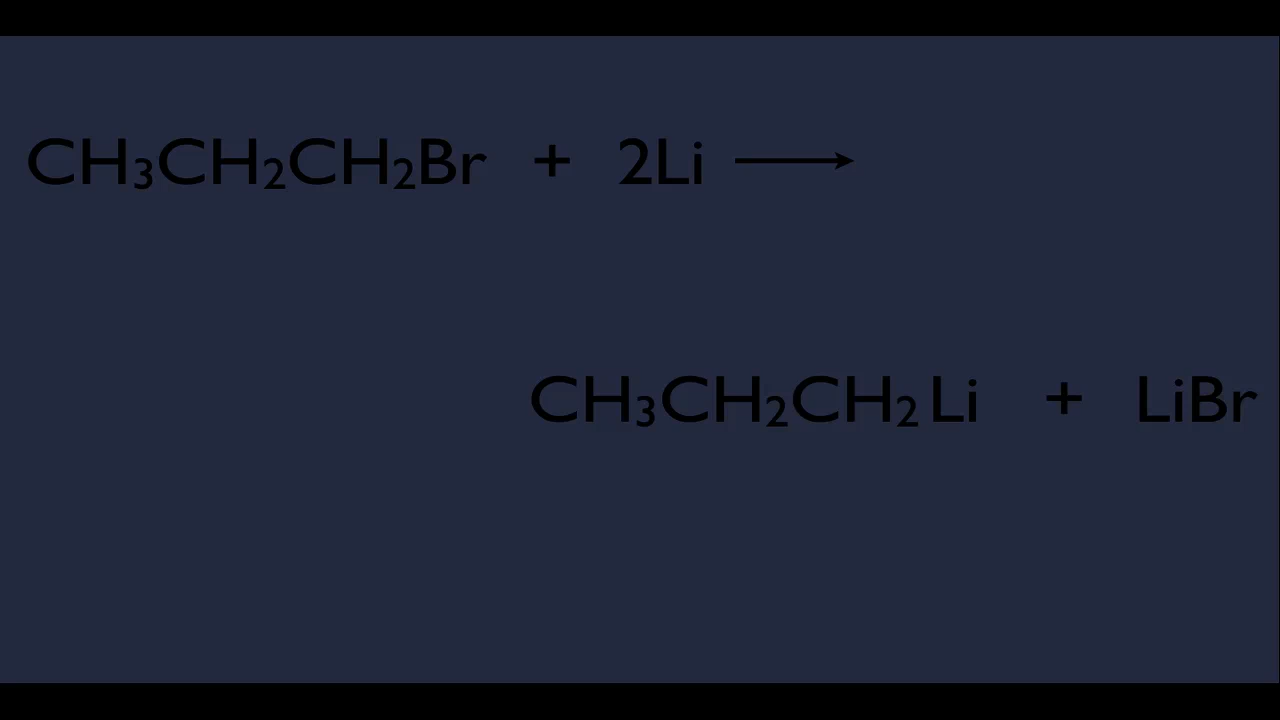 CH₃CH₂CH₂Br + 2Li ⟶
CH₃CH₂CH₂Li + LiBr